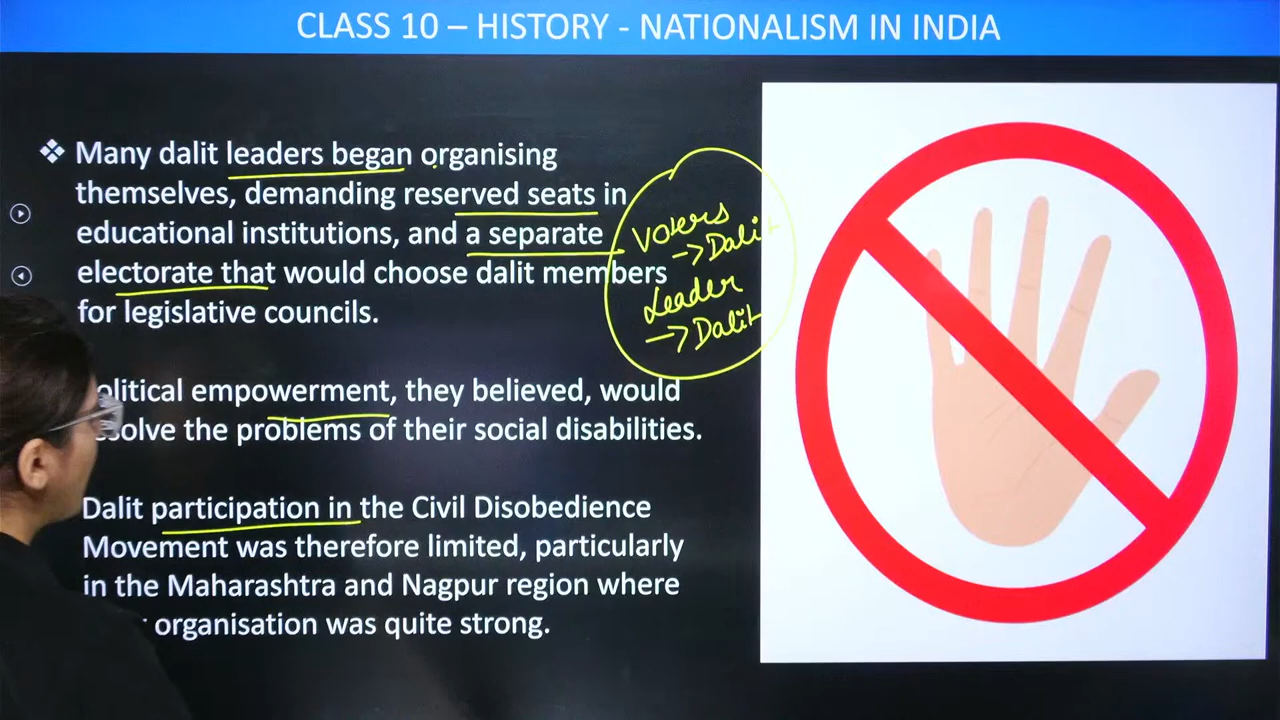 CLASS 10 – HISTORY - NATIONALISM IN INDIA
❖ Many dalit leaders began organising
themselves, demanding reserved seats in
educational institutions, and a separate
electorate that would choose dalit members
for legislative councils.
Voters
→Dalit
Leader
→Dalit
olitical empowerment, they believed, would
solve the problems of their social disabilities.
Dalit participation in the Civil Disobedience
Movement was therefore limited, particularly
in the Maharashtra and Nagpur region where
organisation was quite strong.